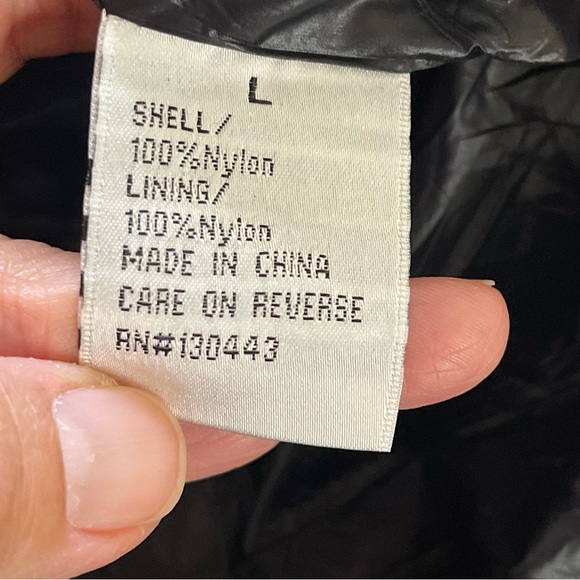 L
SHELL/
100%Nylon
LINING/
100%Nylon
MADE IN CHINA
CARE ON REVERSE
RN#130443